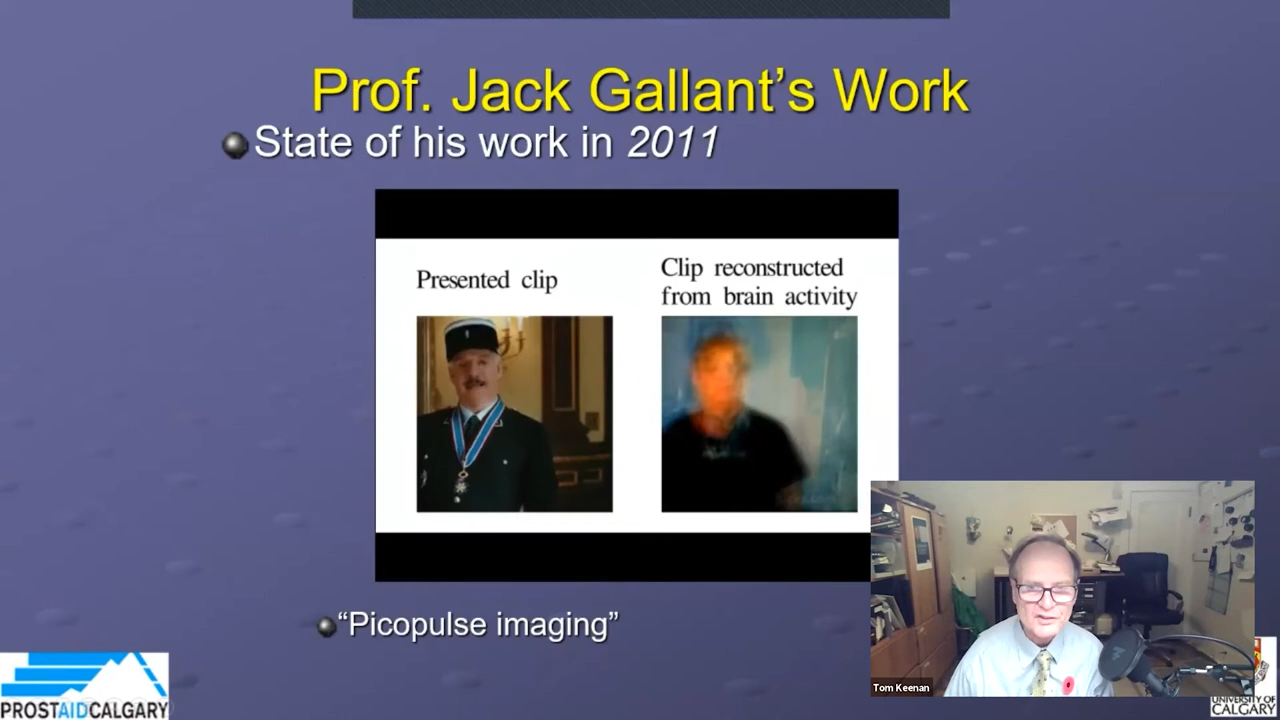 Prof. Jack Gallant’s Work
State of his work in 2011
Presented clip
Clip reconstructed
from brain activity
“Picopulse imaging”
Tom Keenan
PROSTAIDCALGARY
UNIVERSITY OF
CALGARY